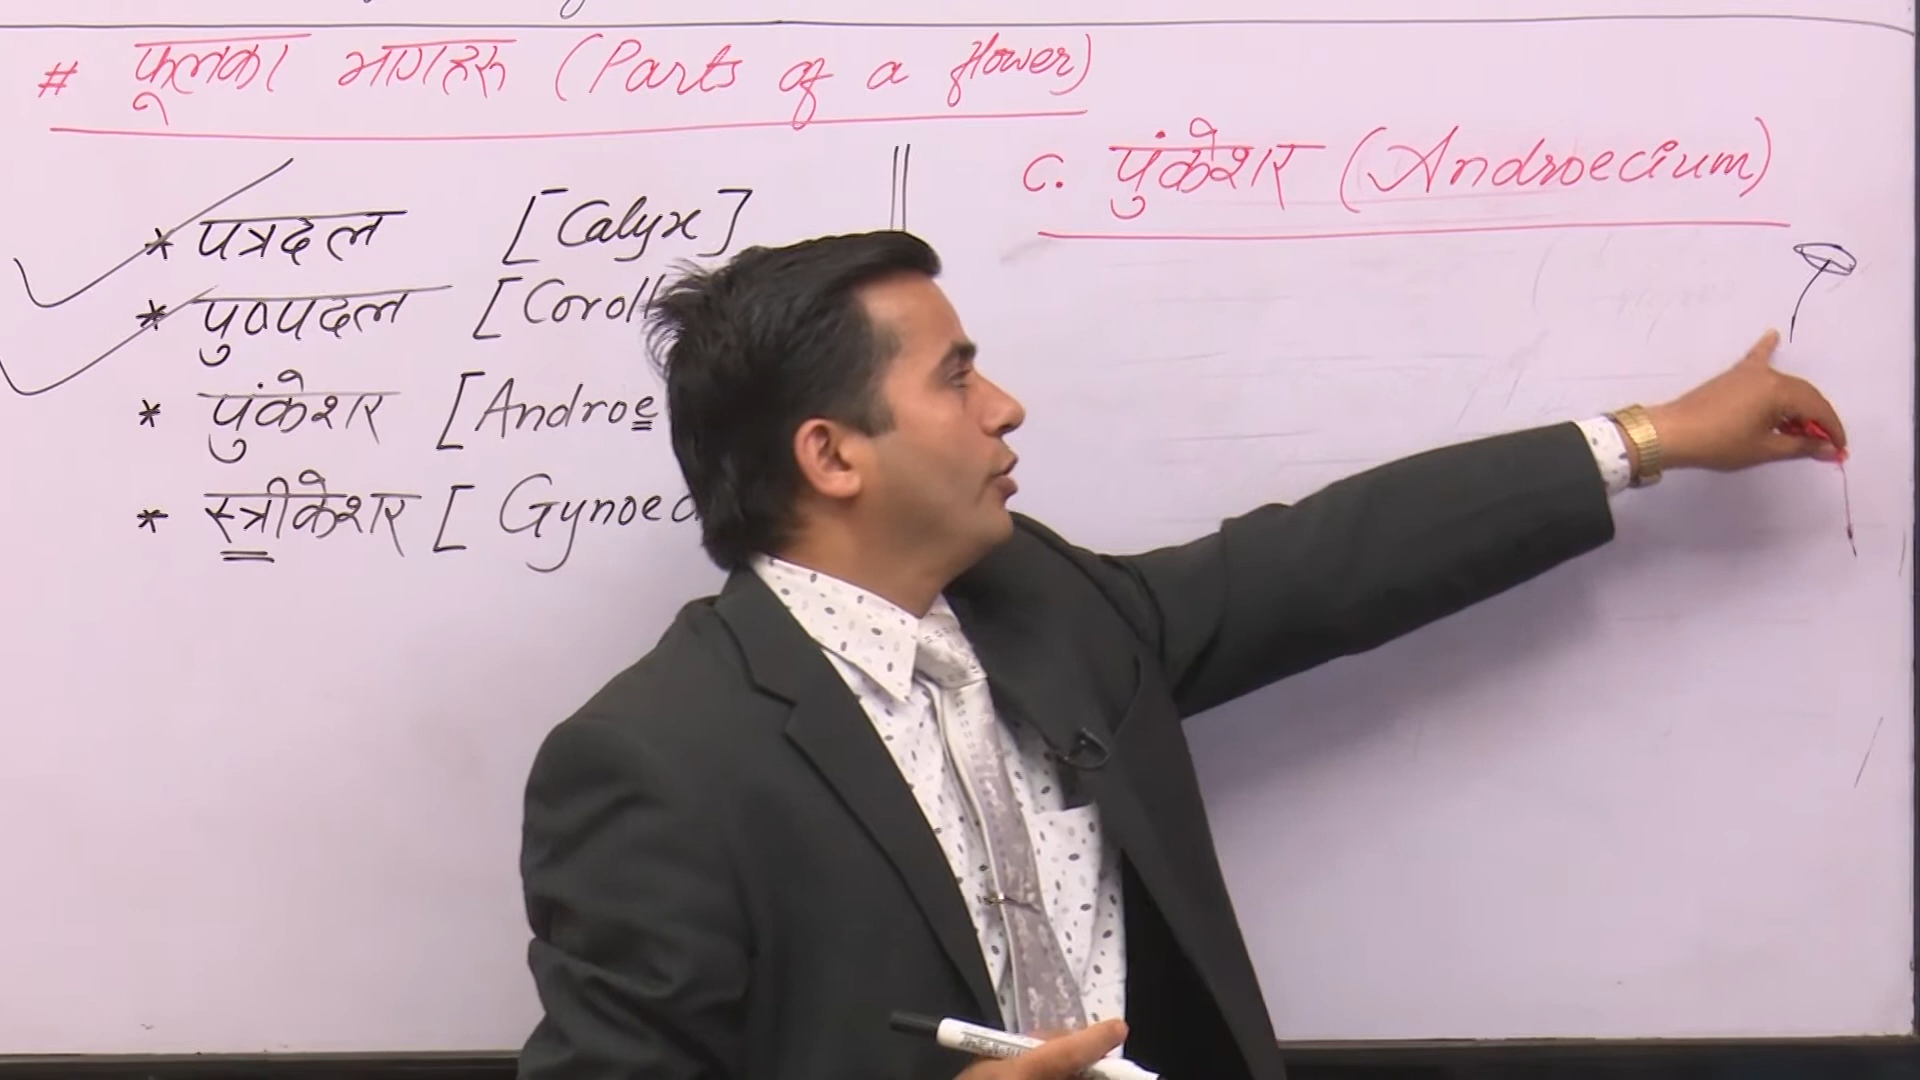 # फूलका भागहरु (Parts of a flower)
* पत्रदल [Calyx]
* पुष्पदल [Coroll
* पुंकेशर [Androe
* स्त्रीकेशर [Gynoec
C. पुंकेशर (Androecium)